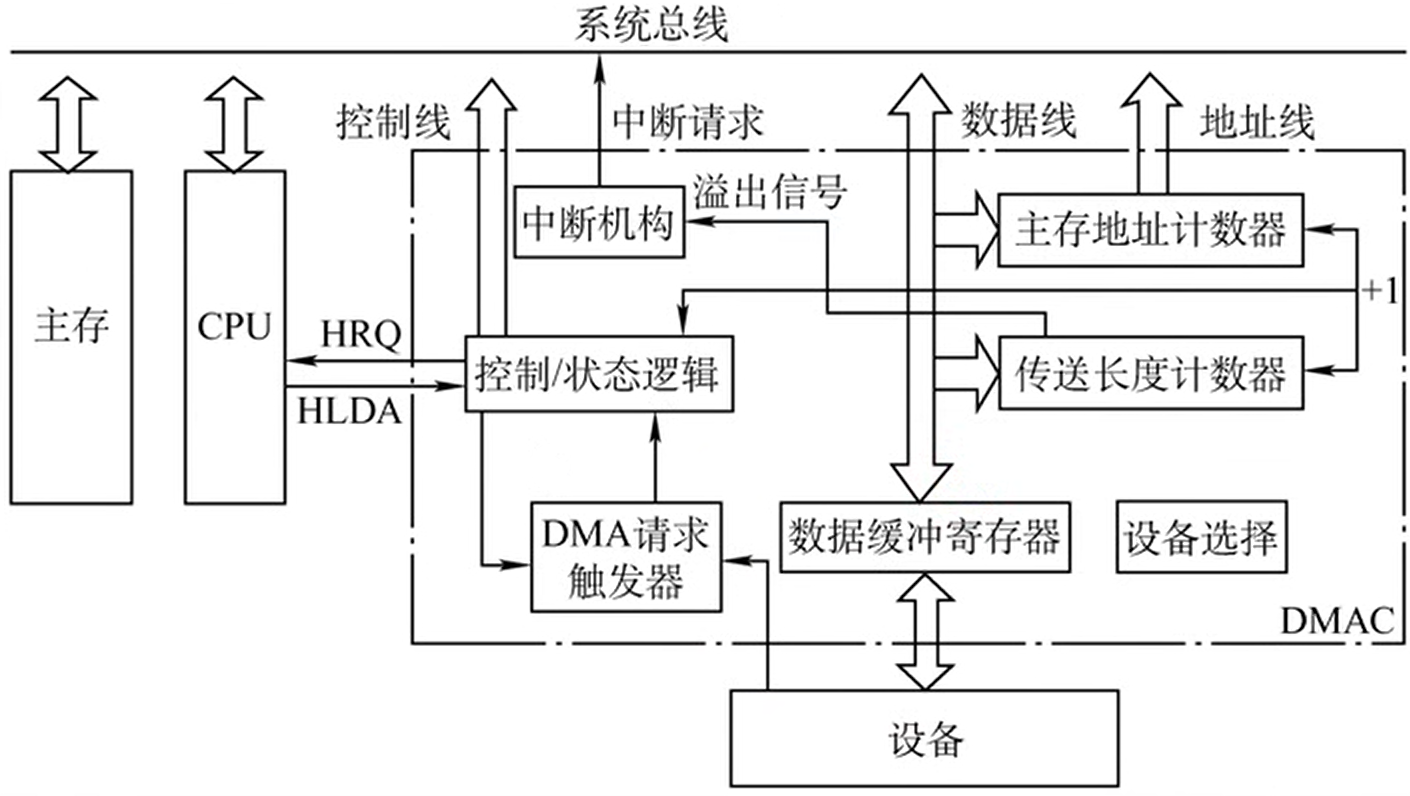 系统总线
控制线
中断请求
数据线
地址线
溢出信号
中断机构
主存地址计数器
+1
主存
CPU
HRQ
HLDA
控制/状态逻辑
传送长度计数器
DMA请求
触发器
数据缓冲寄存器
设备选择
DMAC
设备